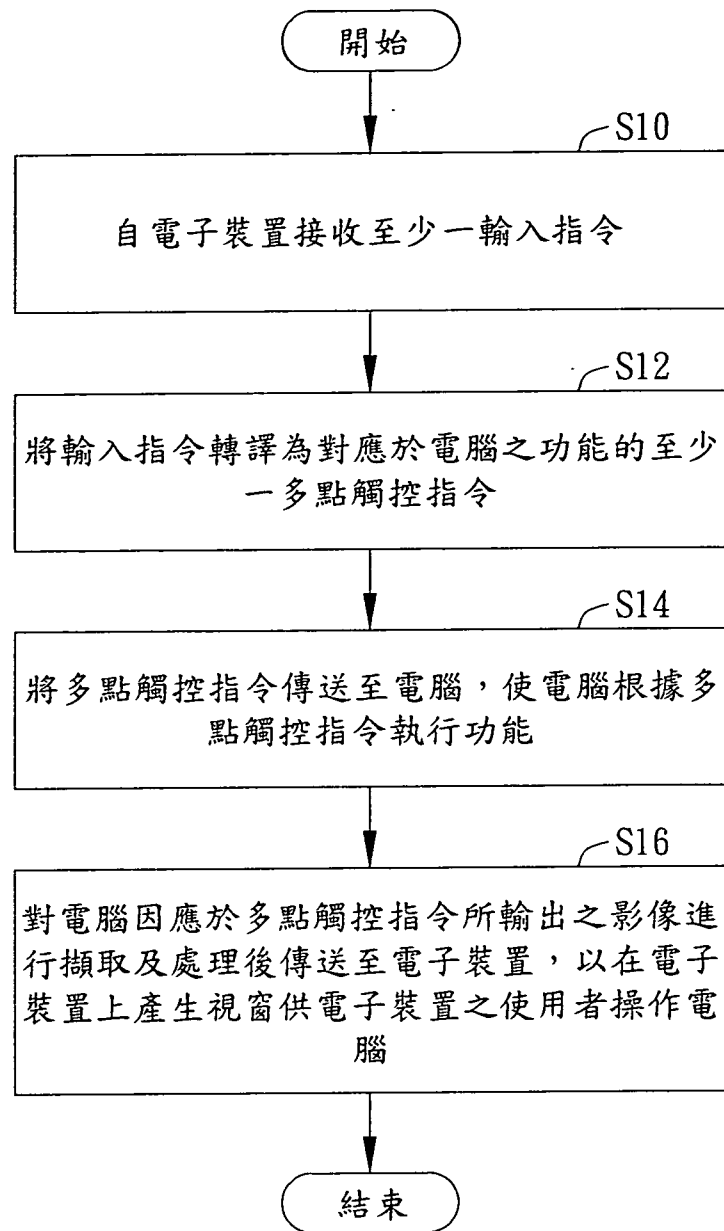 開始
S10
自電子裝置接收至少一輸入指令
S12
將輸入指令轉譯為對應於電腦之功能的至少
一多點觸控指令
S14
將多點觸控指令傳送至電腦,使電腦根據多
點觸控指令執行功能
S16
對電腦因應於多點觸控指令所輸出之影像進
行擷取及處理後傳送至電子裝置,以在電子
裝置上產生視窗供電子裝置之使用者操作電
腦
結束